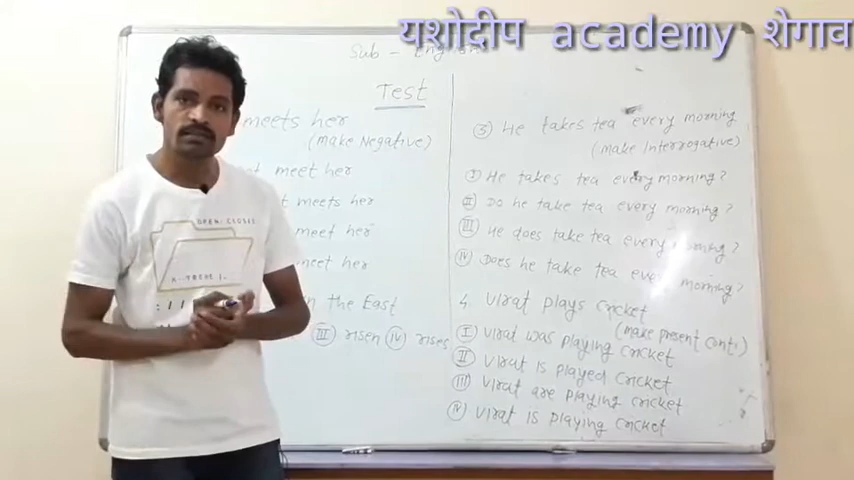 यशोदीप Academy शेगाव
Sub - English
Test
meets her
(make Negative)
meet her
meets her
meet her
meet her
in the East
III risen IV rises
3) He takes tea every morning
(make Interrogative)
I He takes tea every morning?
II Do he take tea every morning?
III He does take tea every morning?
IV Does he take tea every morning?
4. Virat plays cricket
(make present conti)
I Virat was playing cricket
II Virat is played cricket
III Virat are playing cricket
IV Virat is playing cricket
OPEN: CLOSED